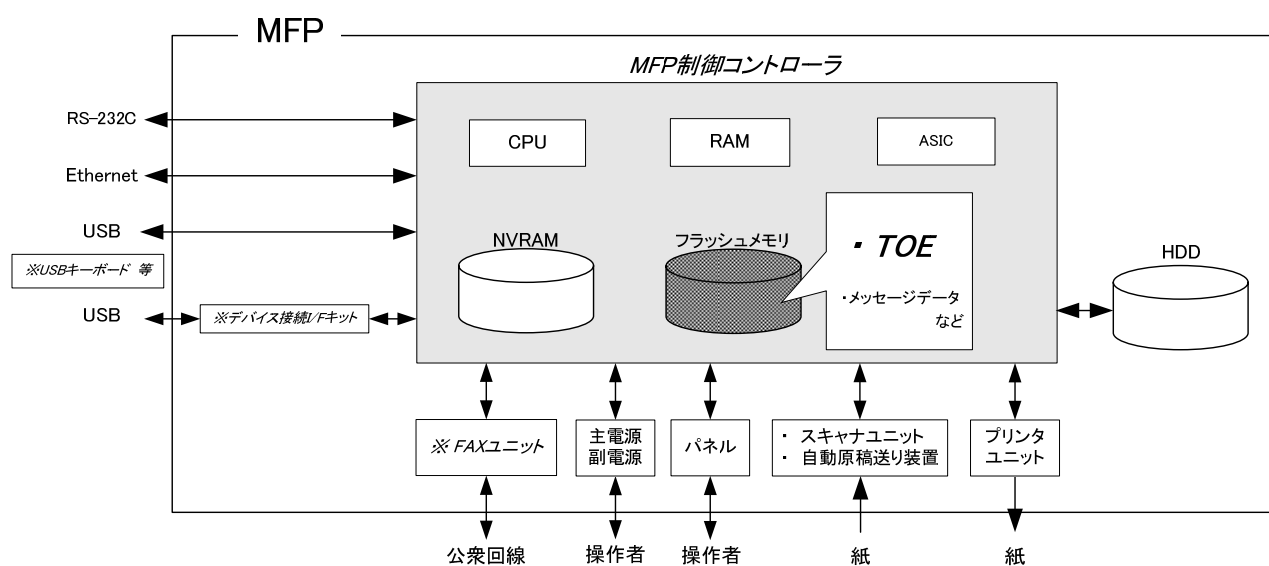 MFP
MFP制御コントローラ
RS-232C
CPU
RAM
ASIC
Ethernet
USB
NVRAM
フラッシュメモリ
・TOE
・メッセージデータ
など
HDD
※USBキーボード 等
USB
※デバイス接続I/Fキット
※ FAXユニット
主電源
副電源
パネル
・ スキャナユニット
・ 自動原稿送り装置
プリンタ
ユニット
公衆回線
操作者
操作者
紙
紙